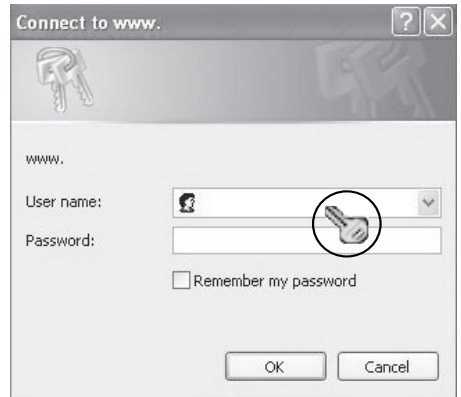 Connect to www.
www.
User name:
Password:
Remember my password
OK Cancel